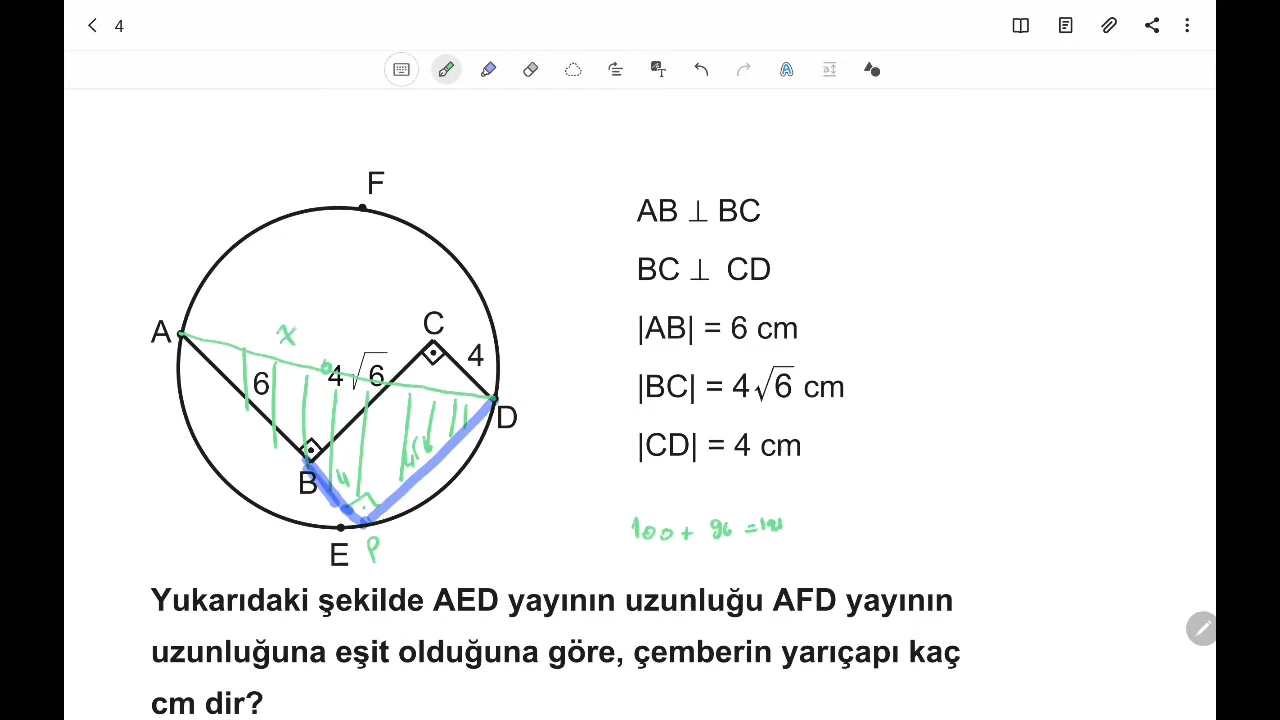 4
F
AB ⊥ BC
BC ⊥ CD
A
x
C
4
|AB| = 6 cm
6
4√6
|BC| = 4√6 cm
D
B
4
|CD| = 4 cm
E
P
100 + 96 =
Yukarıdaki şekilde AED yayının uzunluğu AFD yayının
uzunluğuna eşit olduğuna göre, çemberin yarıçapı kaç
cm dir?